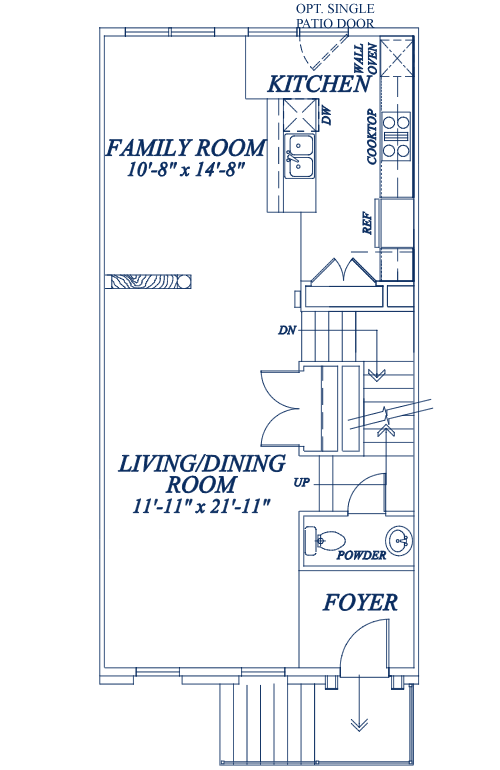 OPT. SINGLE
PATIO DOOR
WALL
OVEN
KITCHEN
DW
COOKTOP
FAMILY ROOM
10'-8" x 14'-8"
REF
DN
LIVING/DINING
ROOM
11'-11" x 21'-11"
UP
POWDER
FOYER